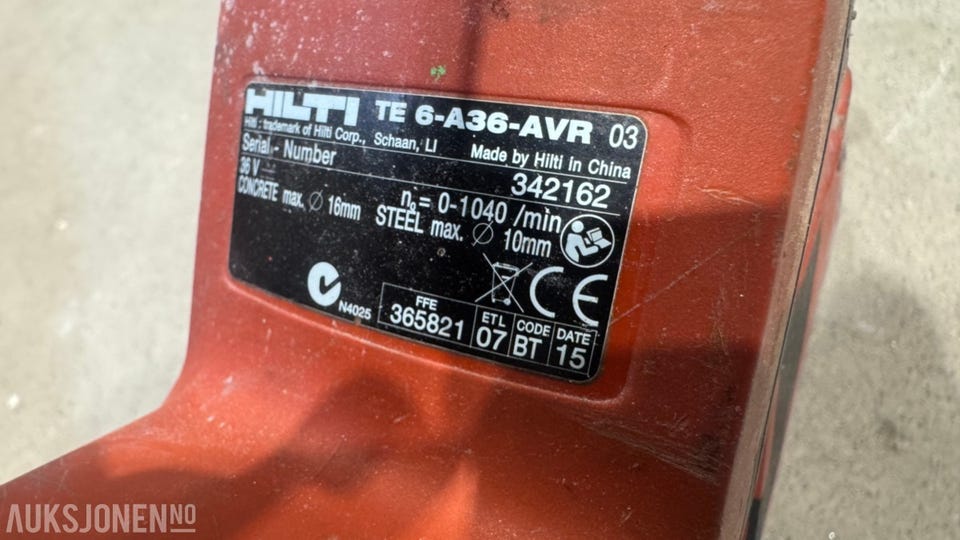 HILTI TE 6-A36-AVR 03
Hilti : trademark of Hilti Corp., Schaan, LI Made by Hilti in China
Serial - Number 342162
36 V n₀ = 0-1040 /min
CONCRETE max. ∅ 16mm STEEL max. ∅ 10mm
N4025
CE
FFE ETL CODE DATE
365821 07 BT 15
AUKSJONEN NO